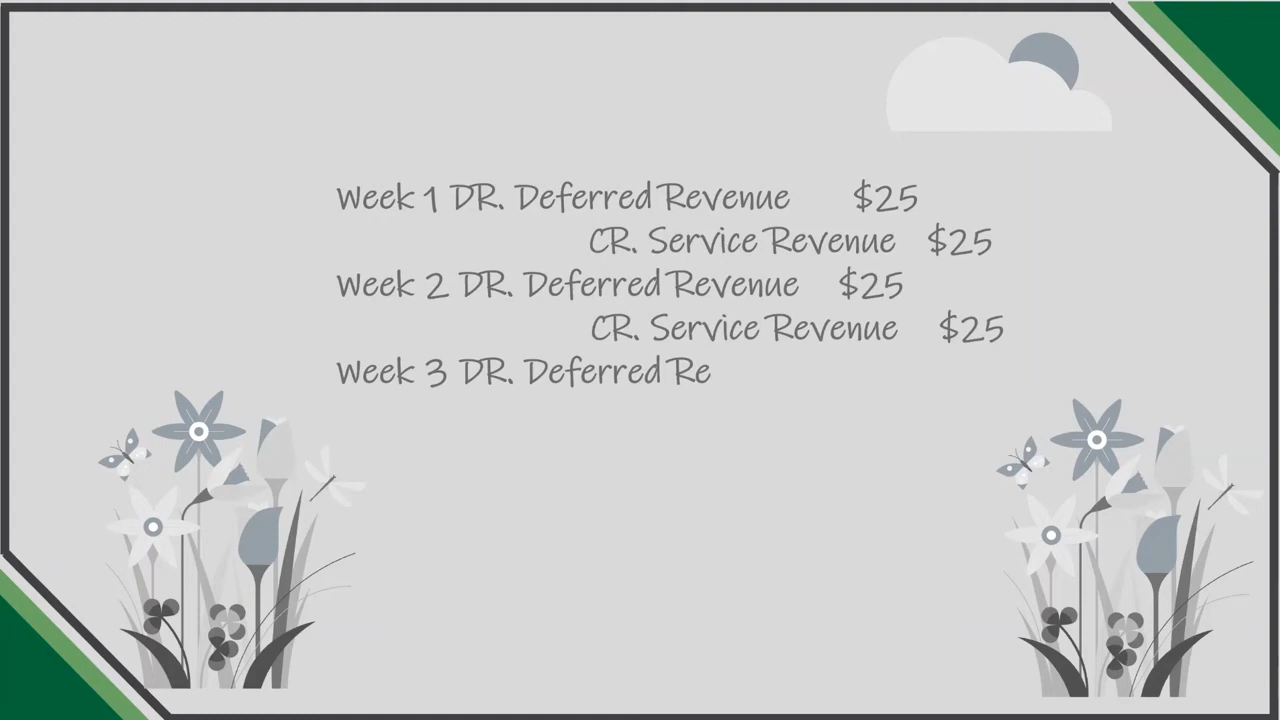 Week 1 DR. Deferred Revenue $25
CR. Service Revenue $25
Week 2 DR. Deferred Revenue $25
CR. Service Revenue $25
Week 3 DR. Deferred Re